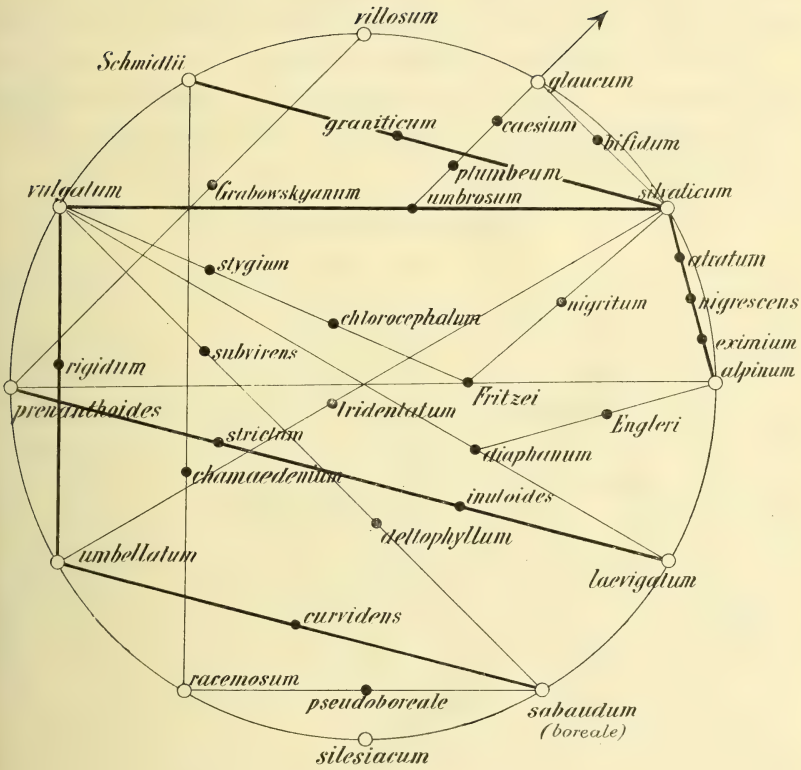 villosum
Schmidtii
glaucum
graniticum
caesium
bifidum
plumbeum
vulgatum
Grabowskyanum
umbrosum
silvaticum
stygium
atratum
chlorocephalum
nigritum
nigrescens
subvirens
eximium
rigidum
alpinum
prenanthoides
tridentatum
Fritzei
Engleri
strictum
diaphanum
chamaedenium
inuloides
deltophyllum
umbellatum
laevigatum
curvidens
racemosum
pseudoboreale
sabaudum
(boreale)
silesiacum